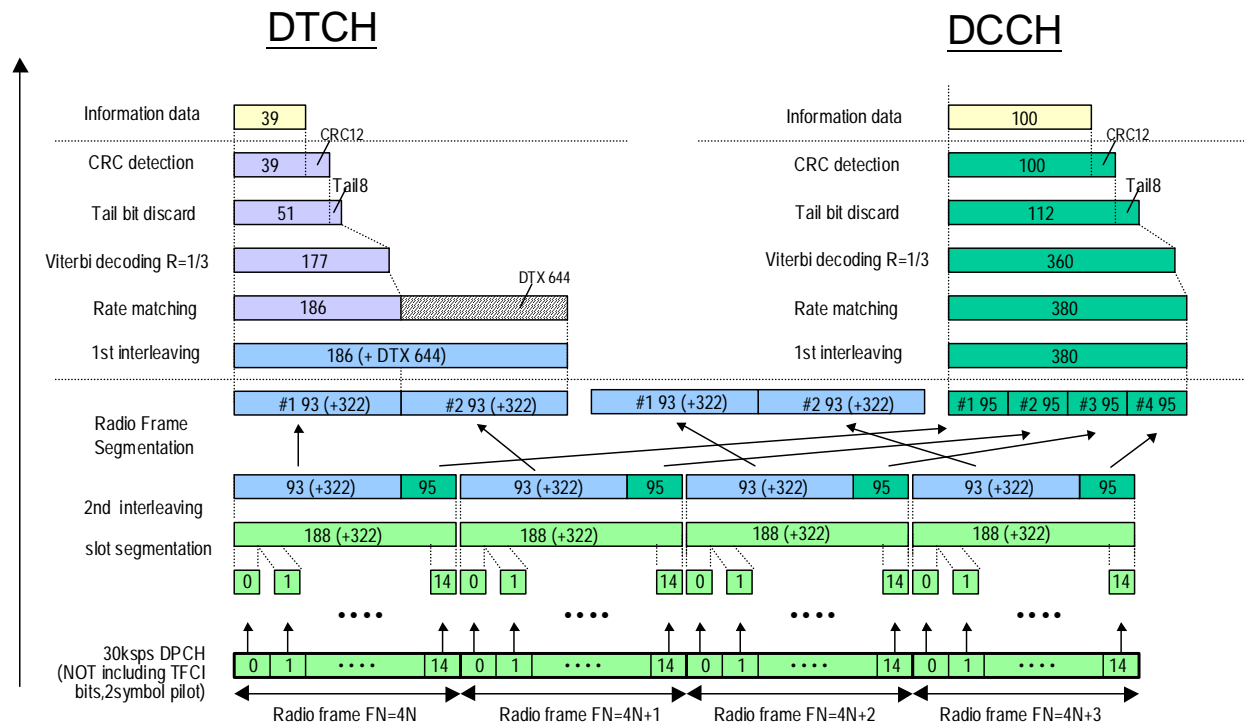 DTCH
DCCH
Information data
39
Information data
100
CRC12
CRC12
CRC detection
39
CRC detection
100
Tail8
Tail8
Tail bit discard
51
Tail bit discard
112
Viterbi decoding R=1/3
177
Viterbi decoding R=1/3
360
DTX 644
Rate matching
186
Rate matching
380
1st interleaving
186 (+ DTX 644)
1st interleaving
380
#1 93 (+322)
#2 93 (+322)
#1 93 (+322)
#2 93 (+322)
#1 95
#2 95
#3 95
#4 95
Radio Frame
Segmentation
93 (+322)
95
93 (+322)
95
93 (+322)
95
93 (+322)
95
2nd interleaving
188 (+322)
188 (+322)
188 (+322)
188 (+322)
slot segmentation
0
1
14
0
1
14
0
1
14
0
1
14
• • • •
• • • •
• • • •
• • • •
30ksps DPCH
(NOT including TFCI
bits,2symbol pilot)
0
1
• • • •
14
0
1
• • • •
14
0
1
• • • •
14
0
1
• • • •
14
Radio frame FN=4N
Radio frame FN=4N+1
Radio frame FN=4N+2
Radio frame FN=4N+3